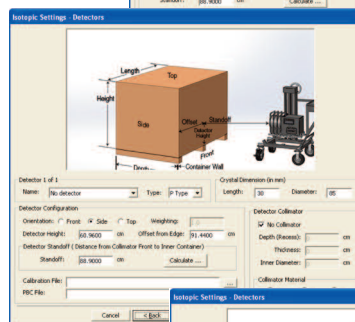 Standoff: 88.9000 cm Calculate ...
Isotopic Settings - Detectors
Length
Top
Height
Side
Offset
Standoff
Detector
Height
Front
Container Wall
Detector 1 of 1
Crystal Dimension (in mm)
Name: No detector Type: P Type Length: 30 Diameter: 85
Detector Configuration
Detector Collimator
Orientation: Front Side Top Weighting:
No Collimator
Detector Height: 60.9600 cm Offset from Edge: 91.4400 cm
Depth (Recess): cm
Detector Standoff ( Distance from Collimator Front to Inner Container)
Thickness: cm
Standoff: 88.9000 cm Calculate ...
Inner Diameter: cm
Calibration File: ...
Collimator Material
PBC File:
Cancel < Back
Isotopic Settings - Detectors